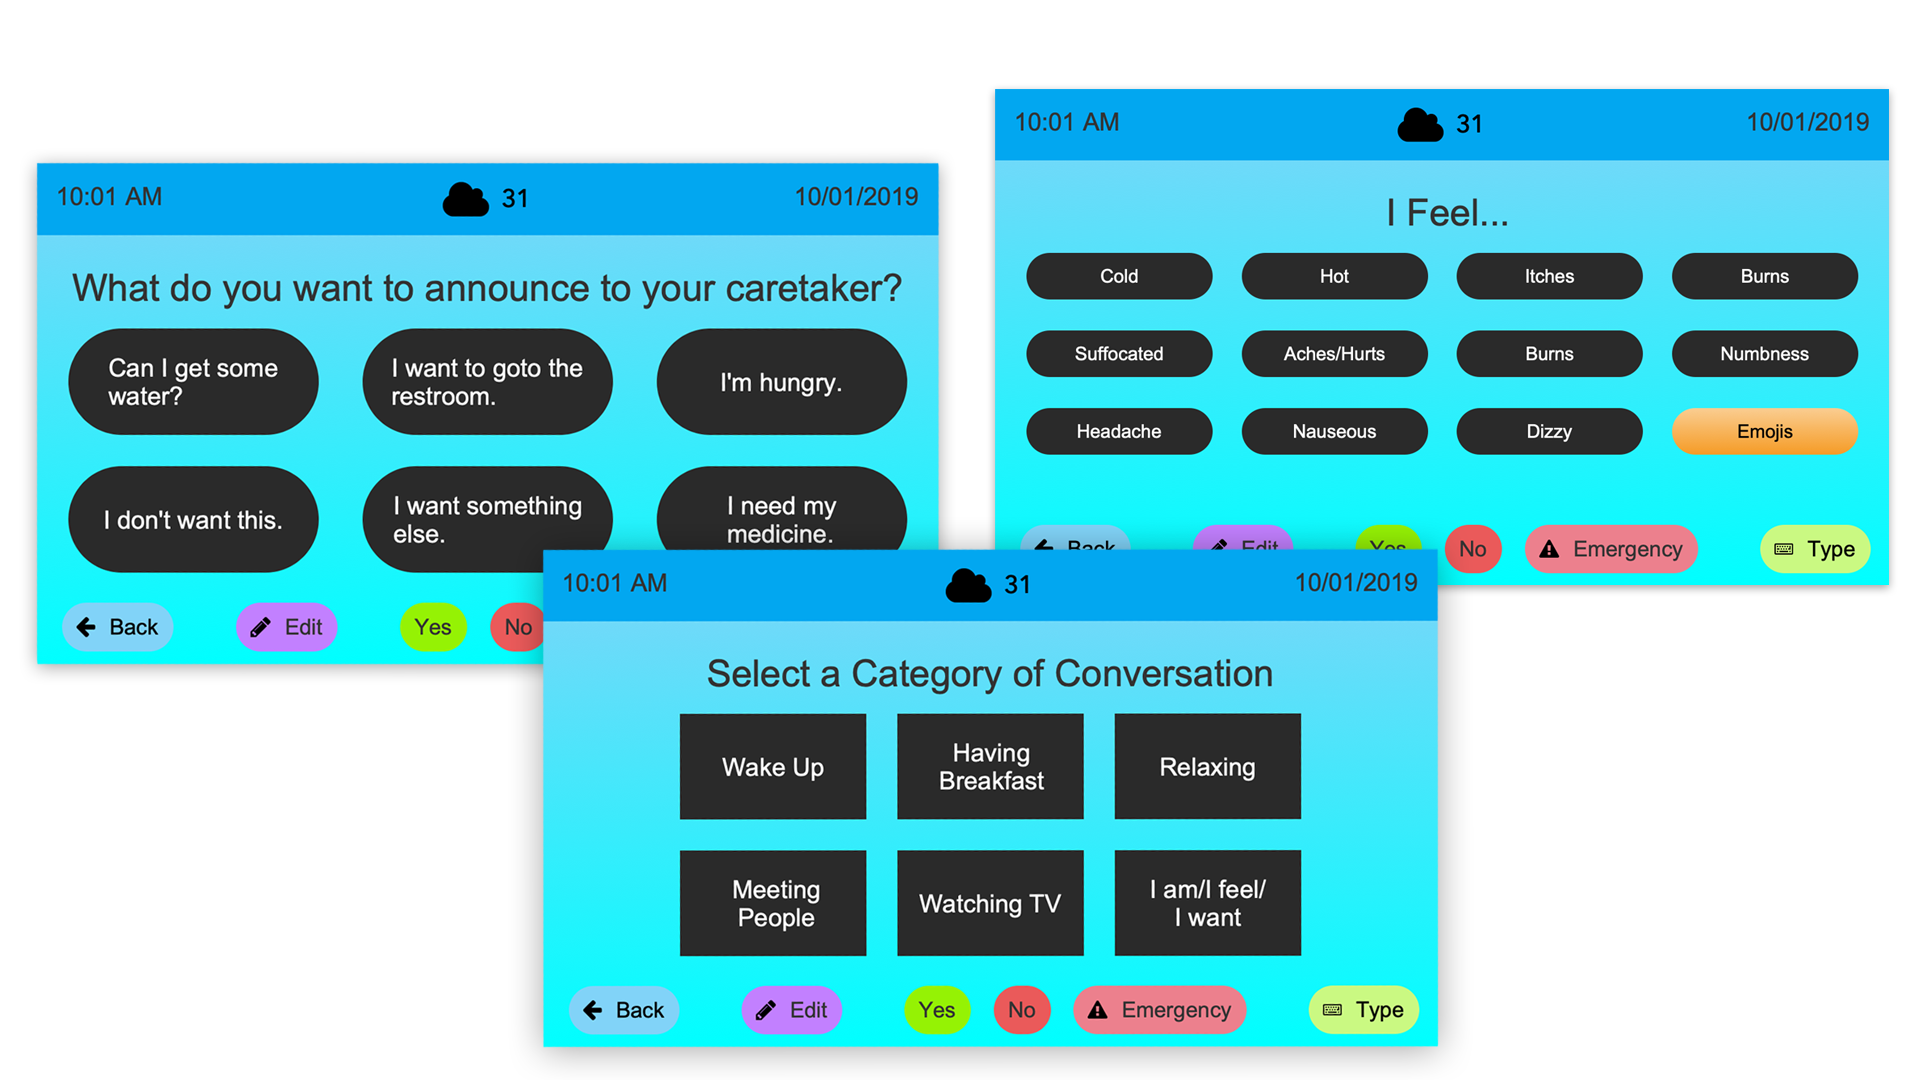 10:01 AM 31 10/01/2019
What do you want to announce to your caretaker?
Can I get some
water?
I want to goto the
restroom.
I'm hungry.
I don't want this.
I want something
else.
I need my
medicine.
Back Edit Yes No
10:01 AM 31 10/01/2019
I Feel...
Cold Hot Itches Burns
Suffocated Aches/Hurts Burns Numbness
Headache Nauseous Dizzy Emojis
Back Edit Yes No Emergency Type
10:01 AM 31 10/01/2019
Select a Category of Conversation
Wake Up
Having
Breakfast
Relaxing
Meeting
People
Watching TV
I am/I feel/
I want
Back Edit Yes No Emergency Type